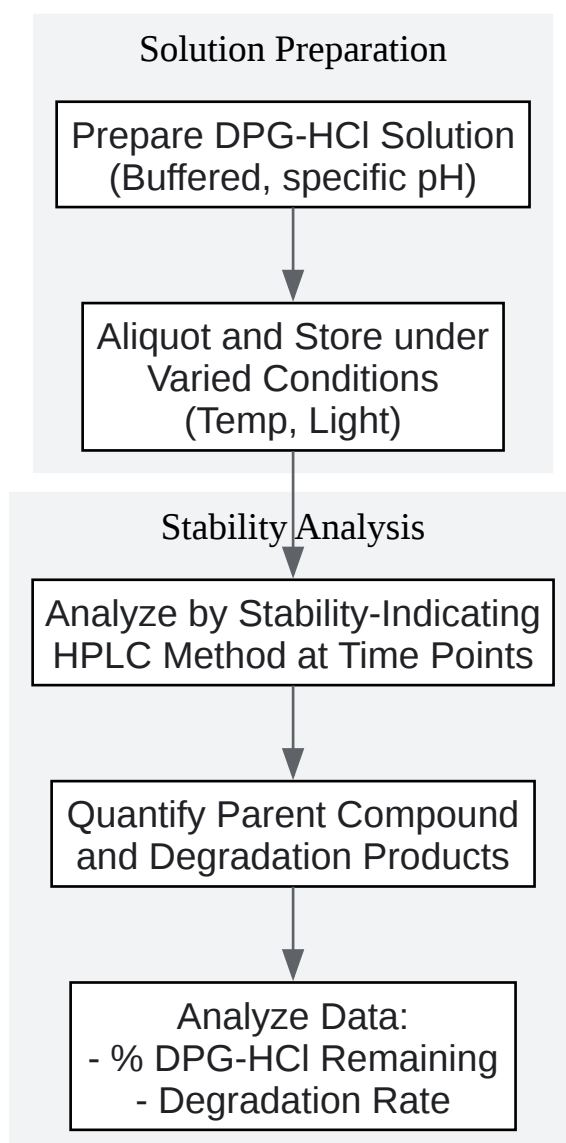 Solution Preparation
Prepare DPG-HCl Solution
(Buffered, specific pH)
Aliquot and Store under
Varied Conditions
(Temp, Light)
Stability Analysis
Analyze by Stability-Indicating
HPLC Method at Time Points
Quantify Parent Compound
and Degradation Products
Analyze Data:
- % DPG-HCl Remaining
- Degradation Rate